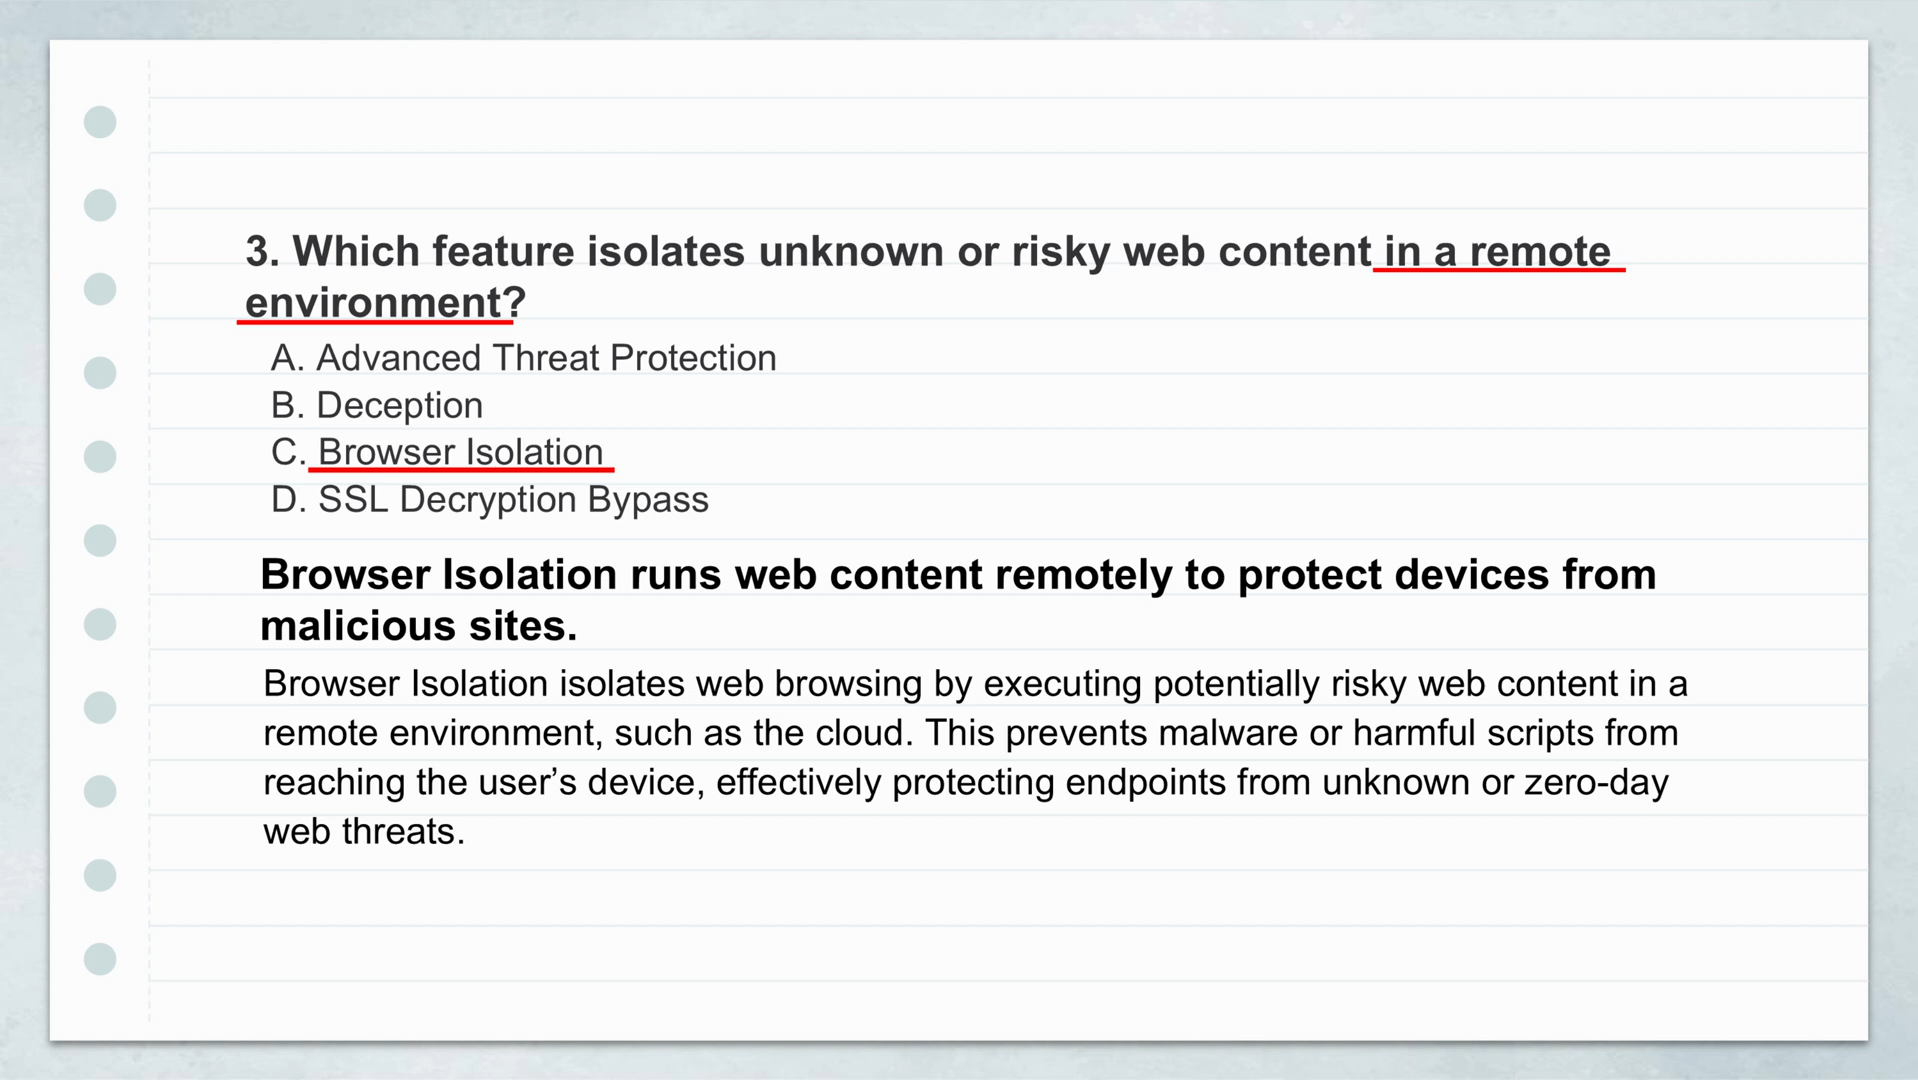 3. Which feature isolates unknown or risky web content in a remote
environment?
A. Advanced Threat Protection
B. Deception
C. Browser Isolation
D. SSL Decryption Bypass
Browser Isolation runs web content remotely to protect devices from
malicious sites.
Browser Isolation isolates web browsing by executing potentially risky web content in a
remote environment, such as the cloud. This prevents malware or harmful scripts from
reaching the user’s device, effectively protecting endpoints from unknown or zero-day
web threats.